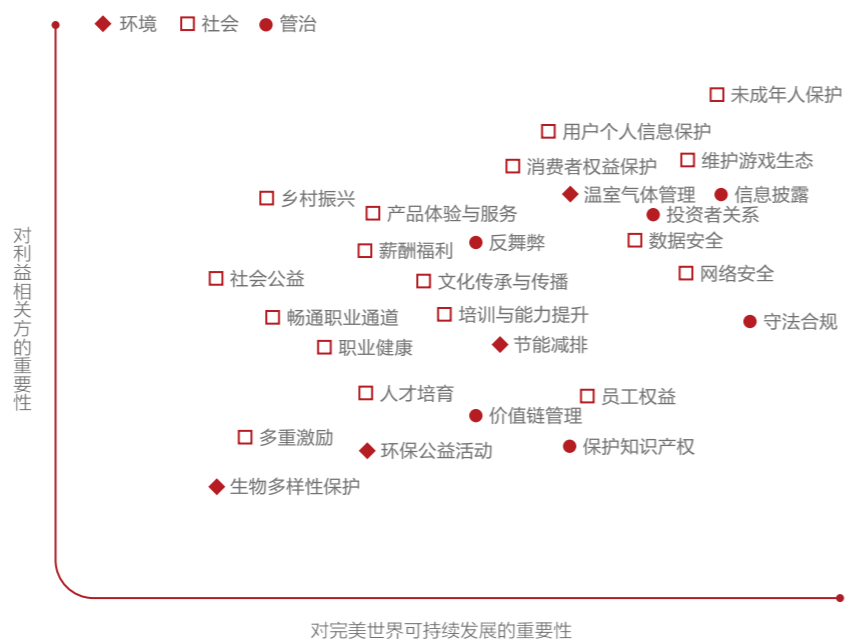 环境
社会
管治
未成年人保护
用户个人信息保护
维护游戏生态
消费者权益保护
温室气体管理
信息披露
乡村振兴
投资者关系
产品体验与服务
数据安全
反舞弊
薪酬福利
网络安全
社会公益
文化传承与传播
培训与能力提升
畅通职业通道
守法合规
节能减排
职业健康
人才培育
员工权益
价值链管理
多重激励
保护知识产权
环保公益活动
生物多样性保护
对利益相关方的重要性
对完美世界可持续发展的重要性